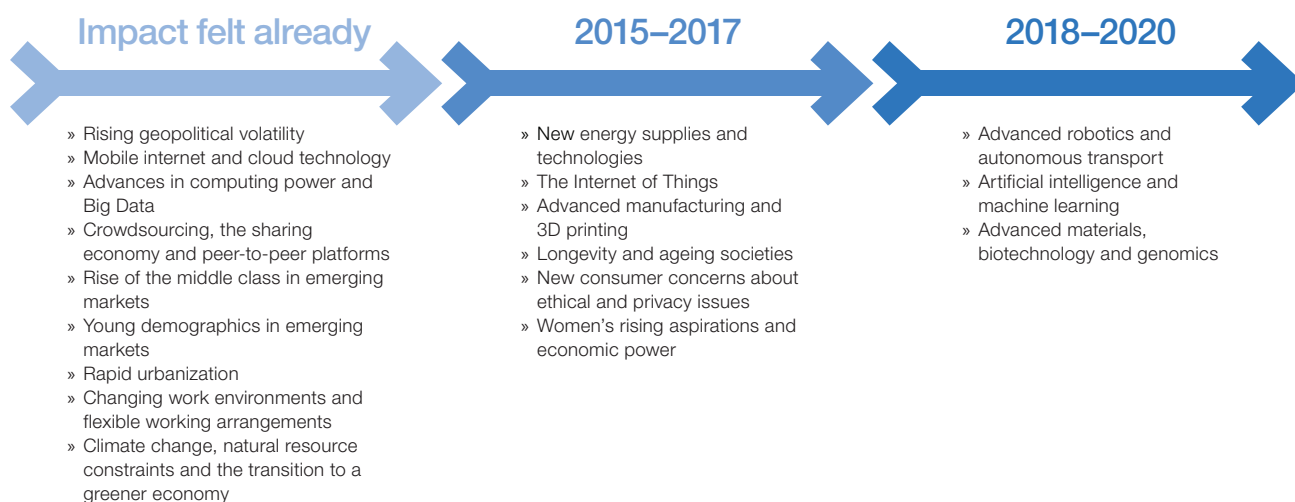 Impact felt already
» Rising geopolitical volatility
» Mobile internet and cloud technology
» Advances in computing power and
Big Data
» Crowdsourcing, the sharing
economy and peer-to-peer platforms
» Rise of the middle class in emerging
markets
» Young demographics in emerging
markets
» Rapid urbanization
» Changing work environments and
flexible working arrangements
» Climate change, natural resource
constraints and the transition to a
greener economy
2015–2017
» New energy supplies and
technologies
» The Internet of Things
» Advanced manufacturing and
3D printing
» Longevity and ageing societies
» New consumer concerns about
ethical and privacy issues
» Women’s rising aspirations and
economic power
2018–2020
» Advanced robotics and
autonomous transport
» Artificial intelligence and
machine learning
» Advanced materials,
biotechnology and genomics